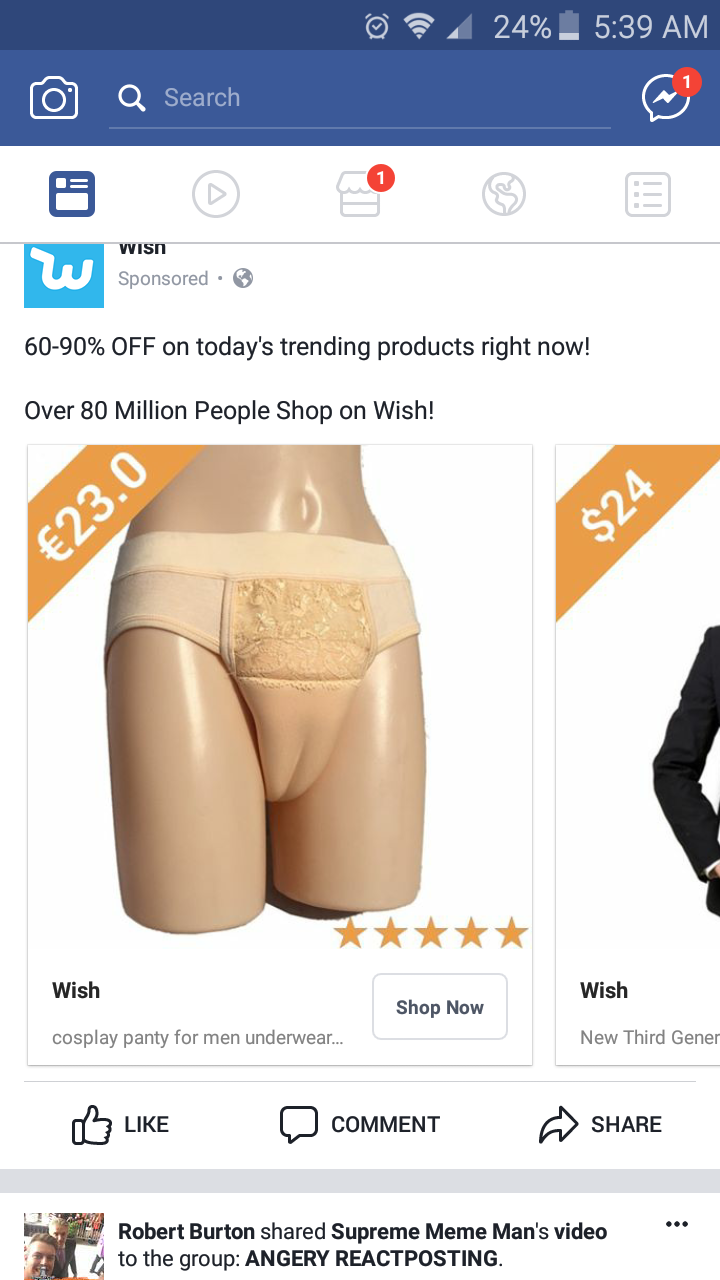 24% 5:39 AM
Search
1
1
Wish
Sponsored
60-90% OFF on today's trending products right now!
Over 80 Million People Shop on Wish!
€23.0
$24
Wish
Shop Now
cosplay panty for men underwear...
Wish
New Third Gener
LIKE COMMENT SHARE
Robert Burton shared Supreme Meme Man's video
to the group: ANGERY REACTPOSTING.